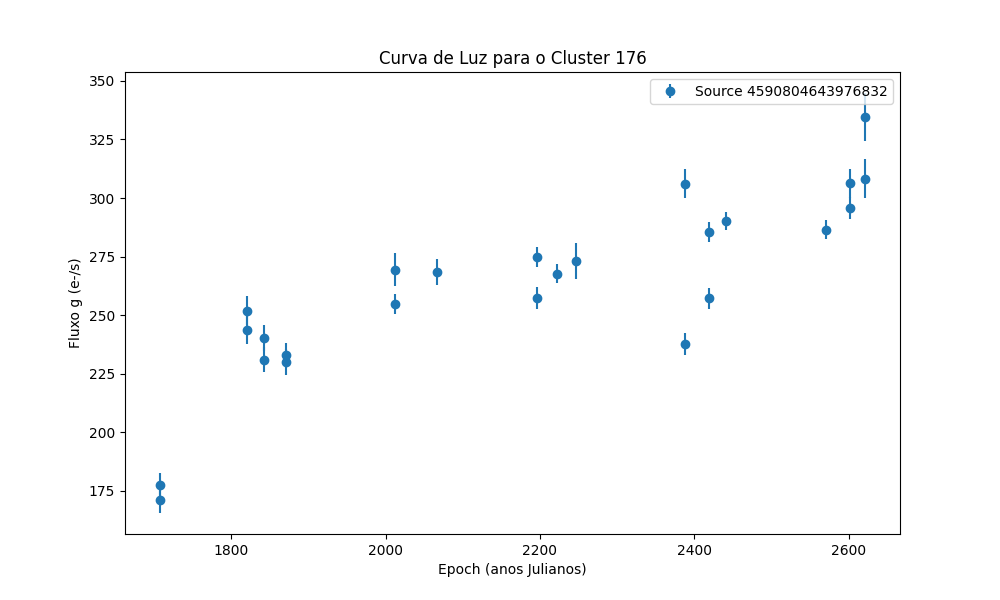 Curva de Luz para o Cluster 176
Source 4590804643976832
350
325
300
275
250
225
200
175
Fluxo g (e-/s)
1800 2000 2200 2400 2600
Epoch (anos Julianos)